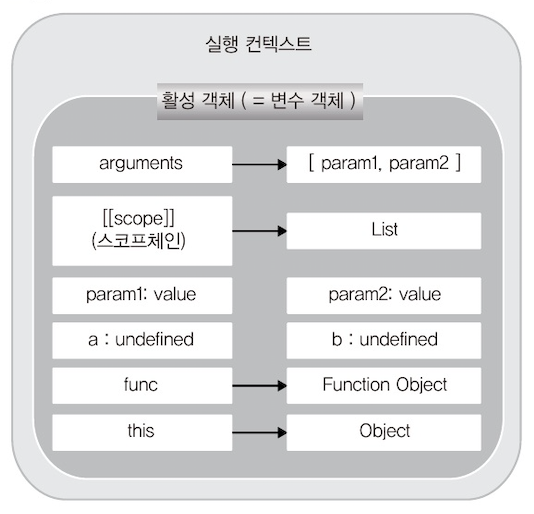 실행 컨텍스트
활성 객체 ( = 변수 객체 )
arguments
[ param1, param2 ]
[[scope]]
(스코프체인)
List
param1: value
param2: value
a : undefined
b : undefined
func
Function Object
this
Object